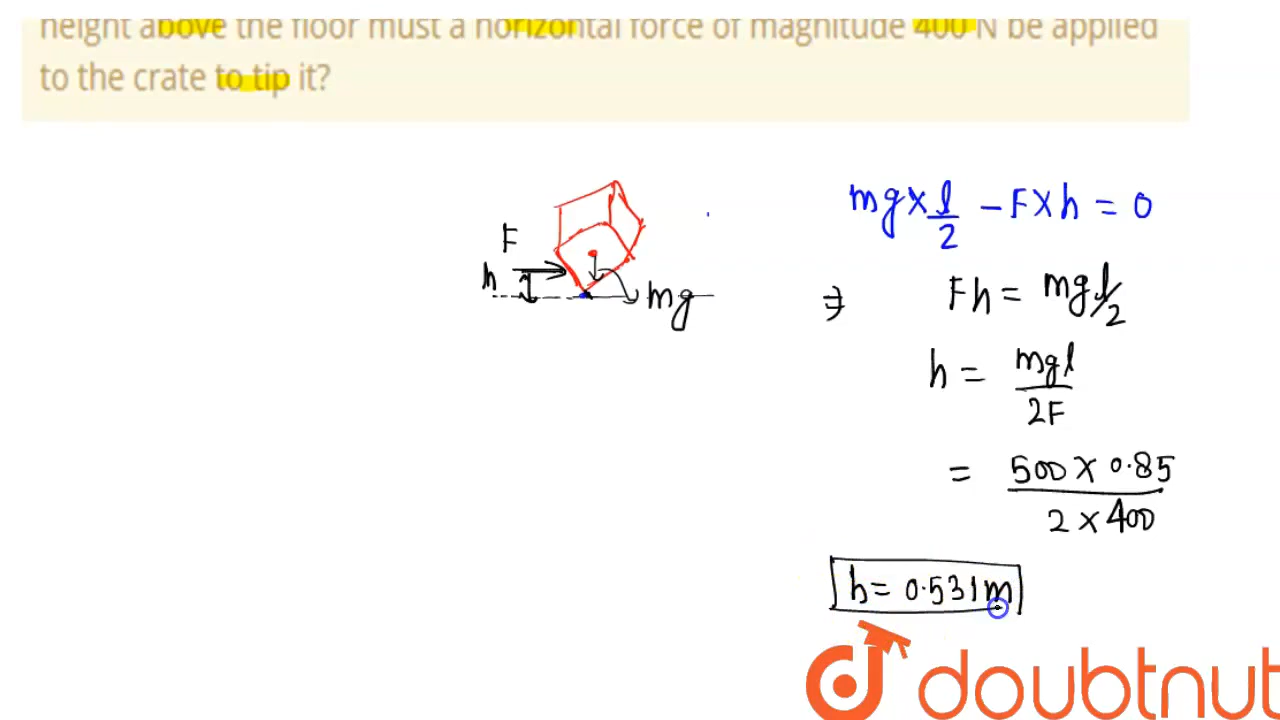 height above the floor must a horizontal force of magnitude 400 N be applied
to the crate to tip it?
F
h
mg
mg × l/2 − F × h = 0
⇒ Fh = mg l/2
h = mgl/2F
= 500 × 0.85/2 × 400
h = 0.531 m
doubtnut